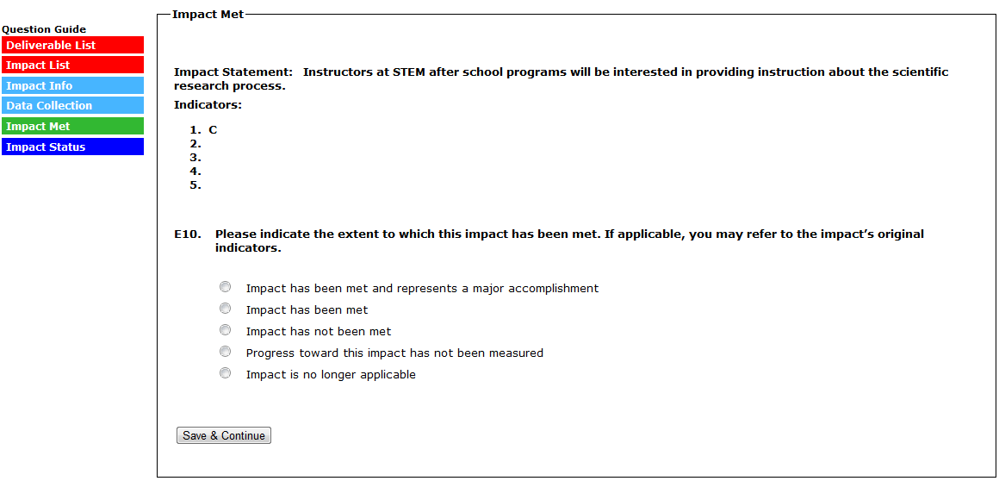 Question Guide
Deliverable List
Impact List
Impact Info
Data Collection
Impact Met
Impact Status
Impact Met
Impact Statement: Instructors at STEM after school programs will be interested in providing instruction about the scientific
research process.
Indicators:
1. C
2.
3.
4.
5.
E10. Please indicate the extent to which this impact has been met. If applicable, you may refer to the impact’s original
indicators.
Impact has been met and represents a major accomplishment
Impact has been met
Impact has not been met
Progress toward this impact has not been measured
Impact is no longer applicable
Save & Continue